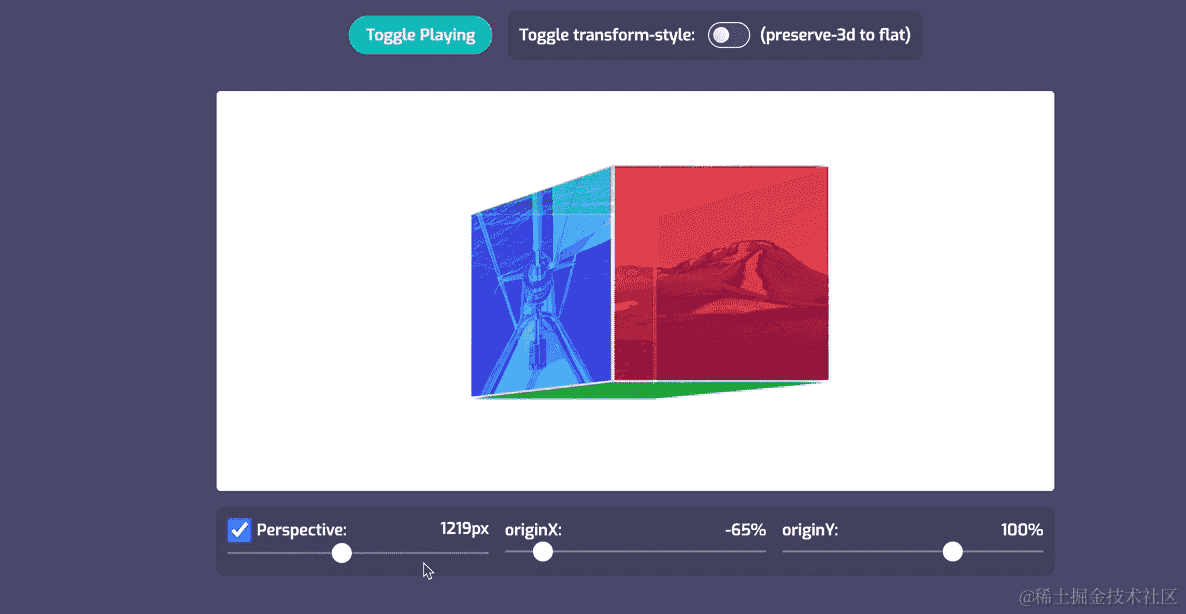 Toggle Playing
Toggle transform-style: (preserve-3d to flat)
Perspective: 1219px originX: -65% originY: 100%
@稀土掘金技术社区